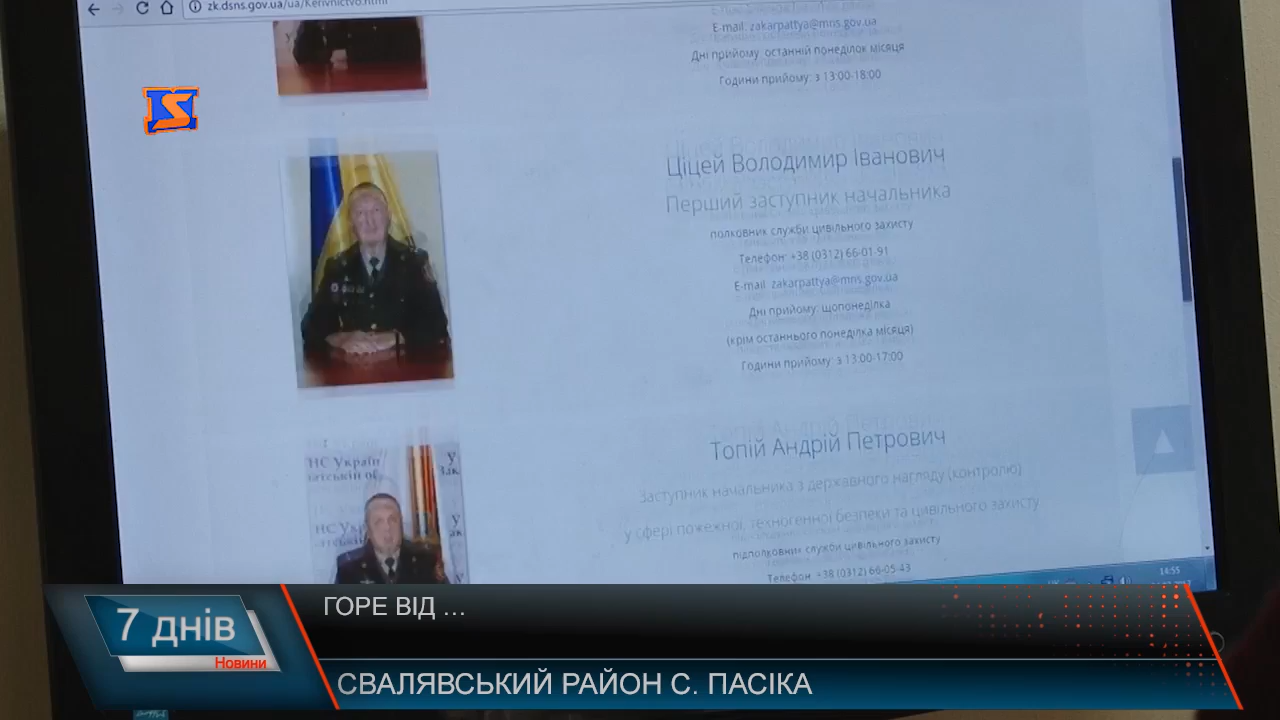 zk.dsns.gov.ua/ua/Kerivnictvo.html
E-mail: zakarpattya@mns.gov.ua
Дні прийому: останній понеділок місяця
Години прийому: з 13:00-18:00
Ціцей Володимир Іванович
Перший заступник начальника
полковник служби цивільного захисту
Телефон: +38 (0312) 66-01-91
E-mail: zakarpattya@mns.gov.ua
Дні прийому: щопонеділка
(крім останнього понеділка місяця)
Години прийому: з 13:00-17:00
НС Украïн
Топій Андрій Петрович
Заступник начальника з державного нагляду (контролю)
у сфері пожежної, техногенної безпеки та цивільного захисту
підполковник служби цивільного захисту
Телефон: +38 (0312) 66-05-43
14:55
7 днів
Новини
ГОРЕ ВІД ...
СВАЛЯВСЬКИЙ РАЙОН С. ПАСІКА